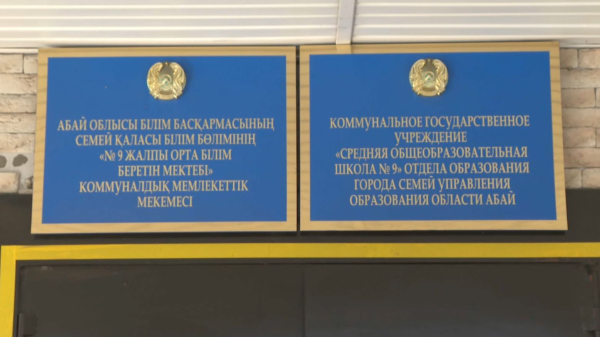 АБАЙ ОБЛЫСЫ БІЛІМ БАСҚАРМАСЫНЫҢ
СЕМЕЙ ҚАЛАСЫ БІЛІМ БӨЛІМІНІҢ
«№ 9 ЖАЛПЫ ОРТА БІЛІМ
БЕРЕТІН МЕКТЕБІ»
КОММУНАЛДЫҚ МЕМЛЕКЕТТІК
МЕКЕМЕСІ
КОММУНАЛЬНОЕ ГОСУДАРСТВЕННОЕ
УЧРЕЖДЕНИЕ
«СРЕДНЯЯ ОБЩЕОБРАЗОВАТЕЛЬНАЯ
ШКОЛА № 9» ОТДЕЛА ОБРАЗОВАНИЯ
ГОРОДА СЕМЕЙ УПРАВЛЕНИЯ
ОБРАЗОВАНИЯ ОБЛАСТИ АБАЙ